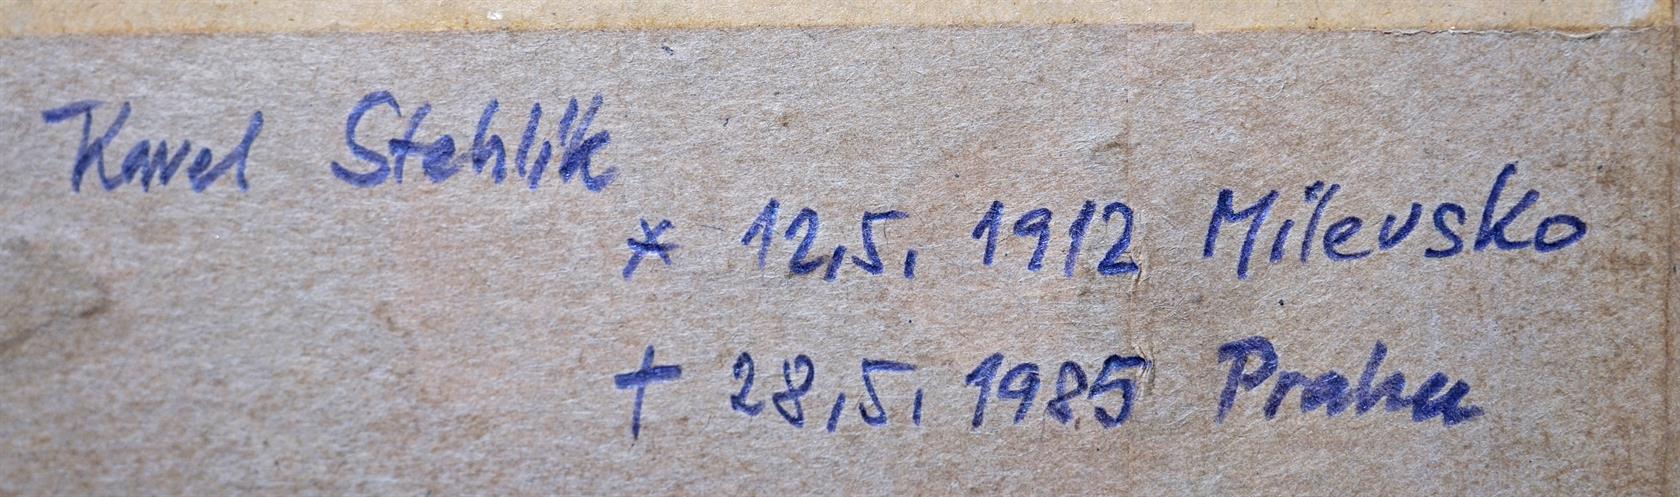 Karel Stehlík
* 12.5. 1912 Milevsko
† 28.5. 1985 Praha